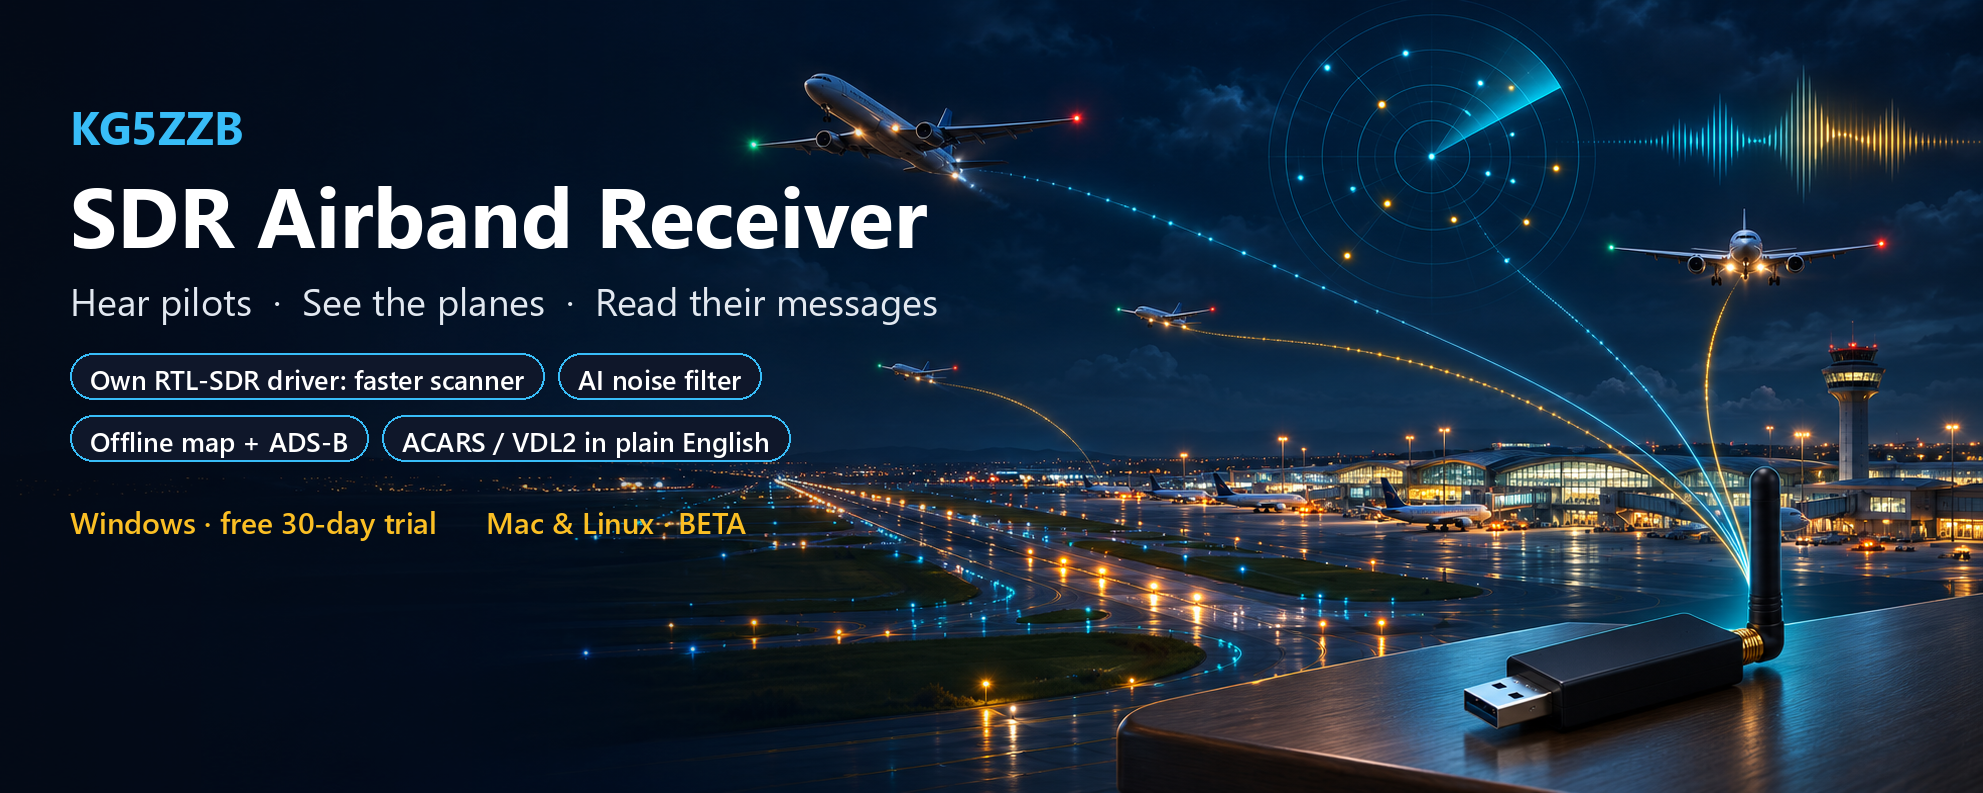 KG5ZZB
SDR Airband Receiver
Hear pilots · See the planes · Read their messages
Own RTL-SDR driver: faster scanner
AI noise filter
Offline map + ADS-B
ACARS / VDL2 in plain English
Windows · free 30-day trial
Mac & Linux · BETA